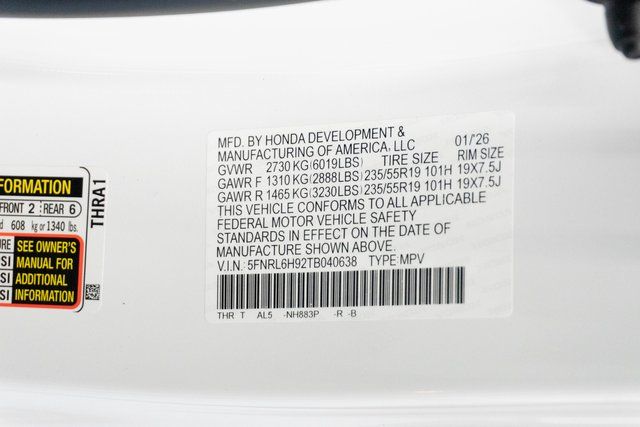 MFD. BY HONDA DEVELOPMENT &
MANUFACTURING OF AMERICA, LLC 01/'26
GVWR 2730 KG(6019LBS) TIRE SIZE RIM SIZE
GAWR F 1310 KG(2888LBS) 235/55R19 101H 19X7.5J
GAWR R 1465 KG(3230LBS) 235/55R19 101H 19X7.5J
THIS VEHICLE CONFORMS TO ALL APPLICABLE
FEDERAL MOTOR VEHICLE SAFETY
STANDARDS IN EFFECT ON THE DATE OF
MANUFACTURE SHOWN ABOVE.
V.I.N.:5FNRL6H92TB040638 TYPE:MPV
THR T AL5 -NH883P -R -B
FORMATION
FRONT 2 REAR 6
608 kg or 1340 lbs.
SEE OWNER'S
MANUAL FOR
ADDITIONAL
INFORMATION
THRA1